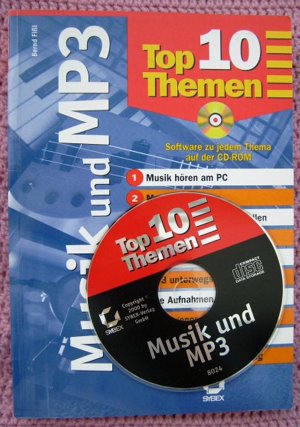 Bernd Fißl
Musik und MP3
Top 10
Themen
Software zu jedem Thema
auf der CD-ROM
1 Musik hören am PC
2
unterwegs
Aufnahmen
Top 10
Themen
COMPACT
disc
DATA STORAGE
Copyright ©
2000 by
SYBEX-Verlag
GmbH
SYBEX
Musik und
MP3
8024
SYBEX